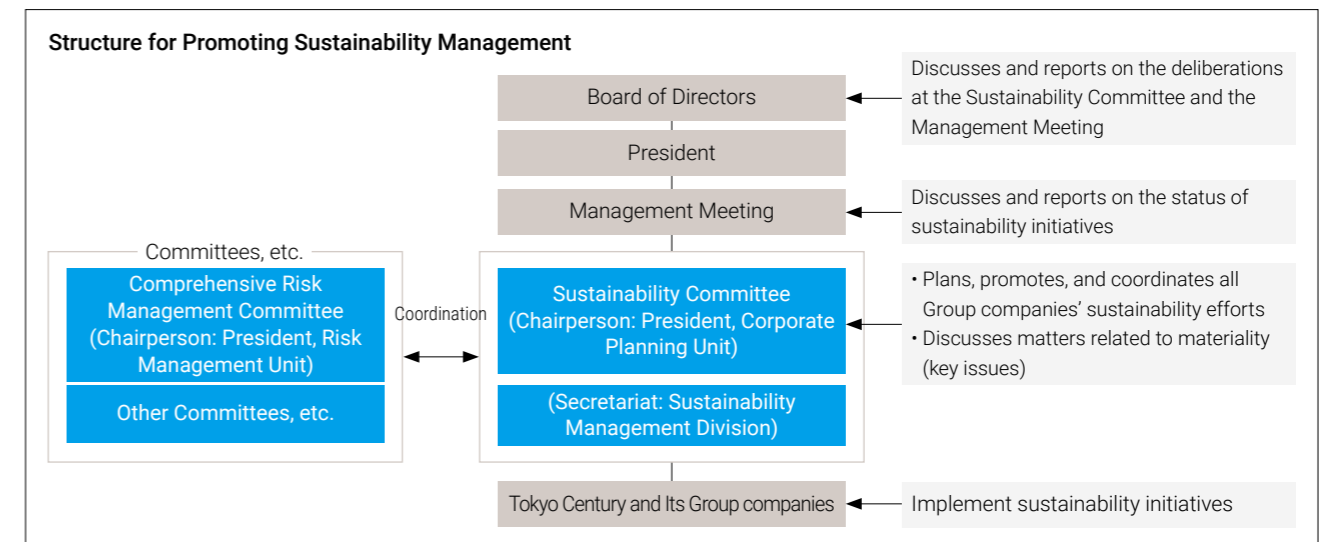 Structure for Promoting Sustainability Management
Board of Directors
Discusses and reports on the deliberations
at the Sustainability Committee and the
Management Meeting
President
Management Meeting
Discusses and reports on the status of
sustainability initiatives
Committees, etc.
Comprehensive Risk
Management Committee
(Chairperson: President, Risk
Management Unit)
Other Committees, etc.
Coordination
Sustainability Committee
(Chairperson: President, Corporate
Planning Unit)
(Secretariat: Sustainability
Management Division)
• Plans, promotes, and coordinates all
Group companies’ sustainability efforts
• Discusses matters related to materiality
(key issues)
Tokyo Century and Its Group companies
Implement sustainability initiatives